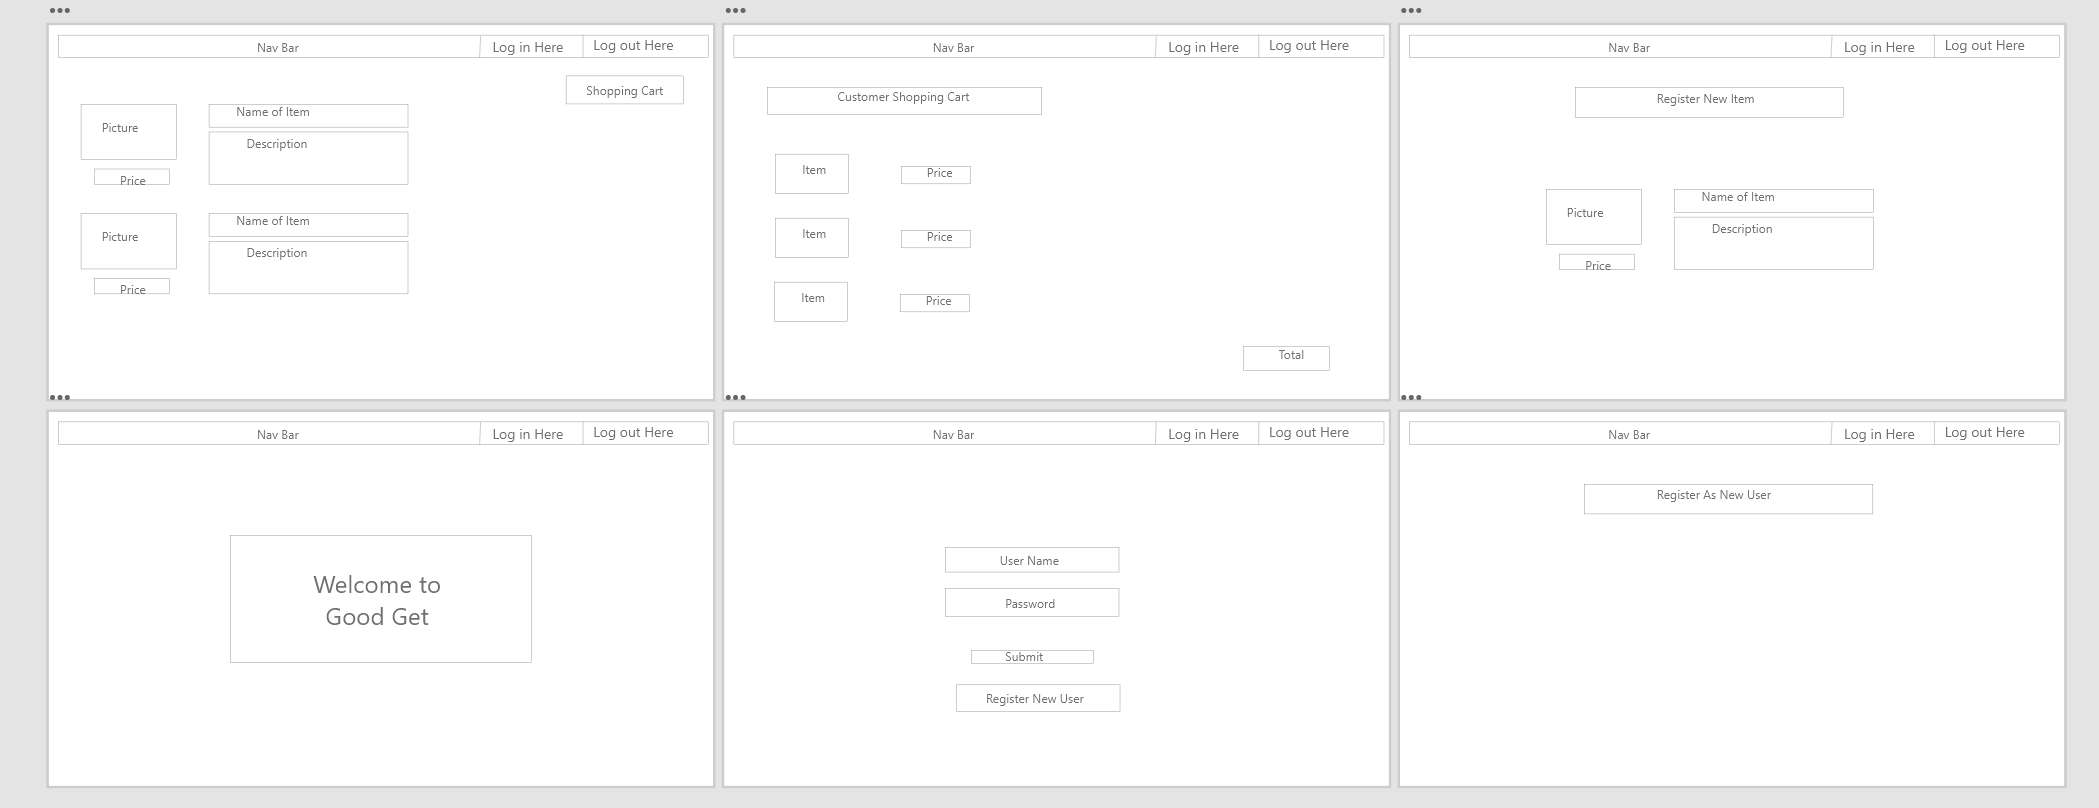 Nav Bar
Log in Here
Log out Here
Shopping Cart
Picture
Name of Item
Description
Price
Picture
Name of Item
Description
Price
Nav Bar
Log in Here
Log out Here
Customer Shopping Cart
Item
Price
Item
Price
Item
Price
Total
Nav Bar
Log in Here
Log out Here
Register New Item
Picture
Name of Item
Description
Price
Nav Bar
Log in Here
Log out Here
Welcome to
Good Get
Nav Bar
Log in Here
Log out Here
User Name
Password
Submit
Register New User
Nav Bar
Log in Here
Log out Here
Register As New User